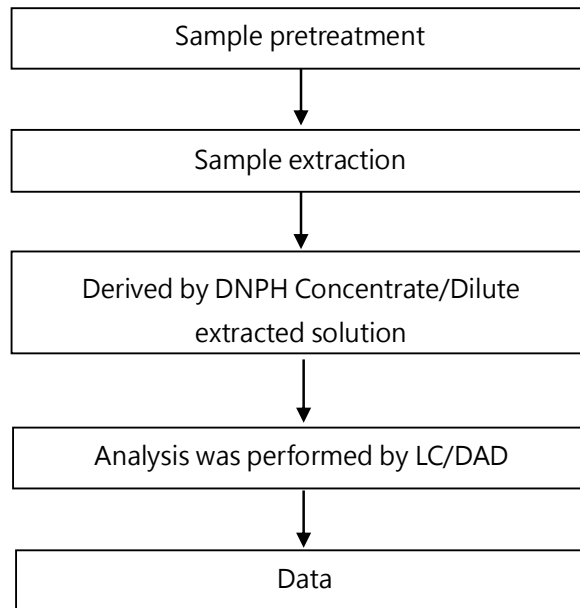 Sample pretreatment
Sample extraction
Derived by DNPH Concentrate/Dilute
extracted solution
Analysis was performed by LC/DAD
Data